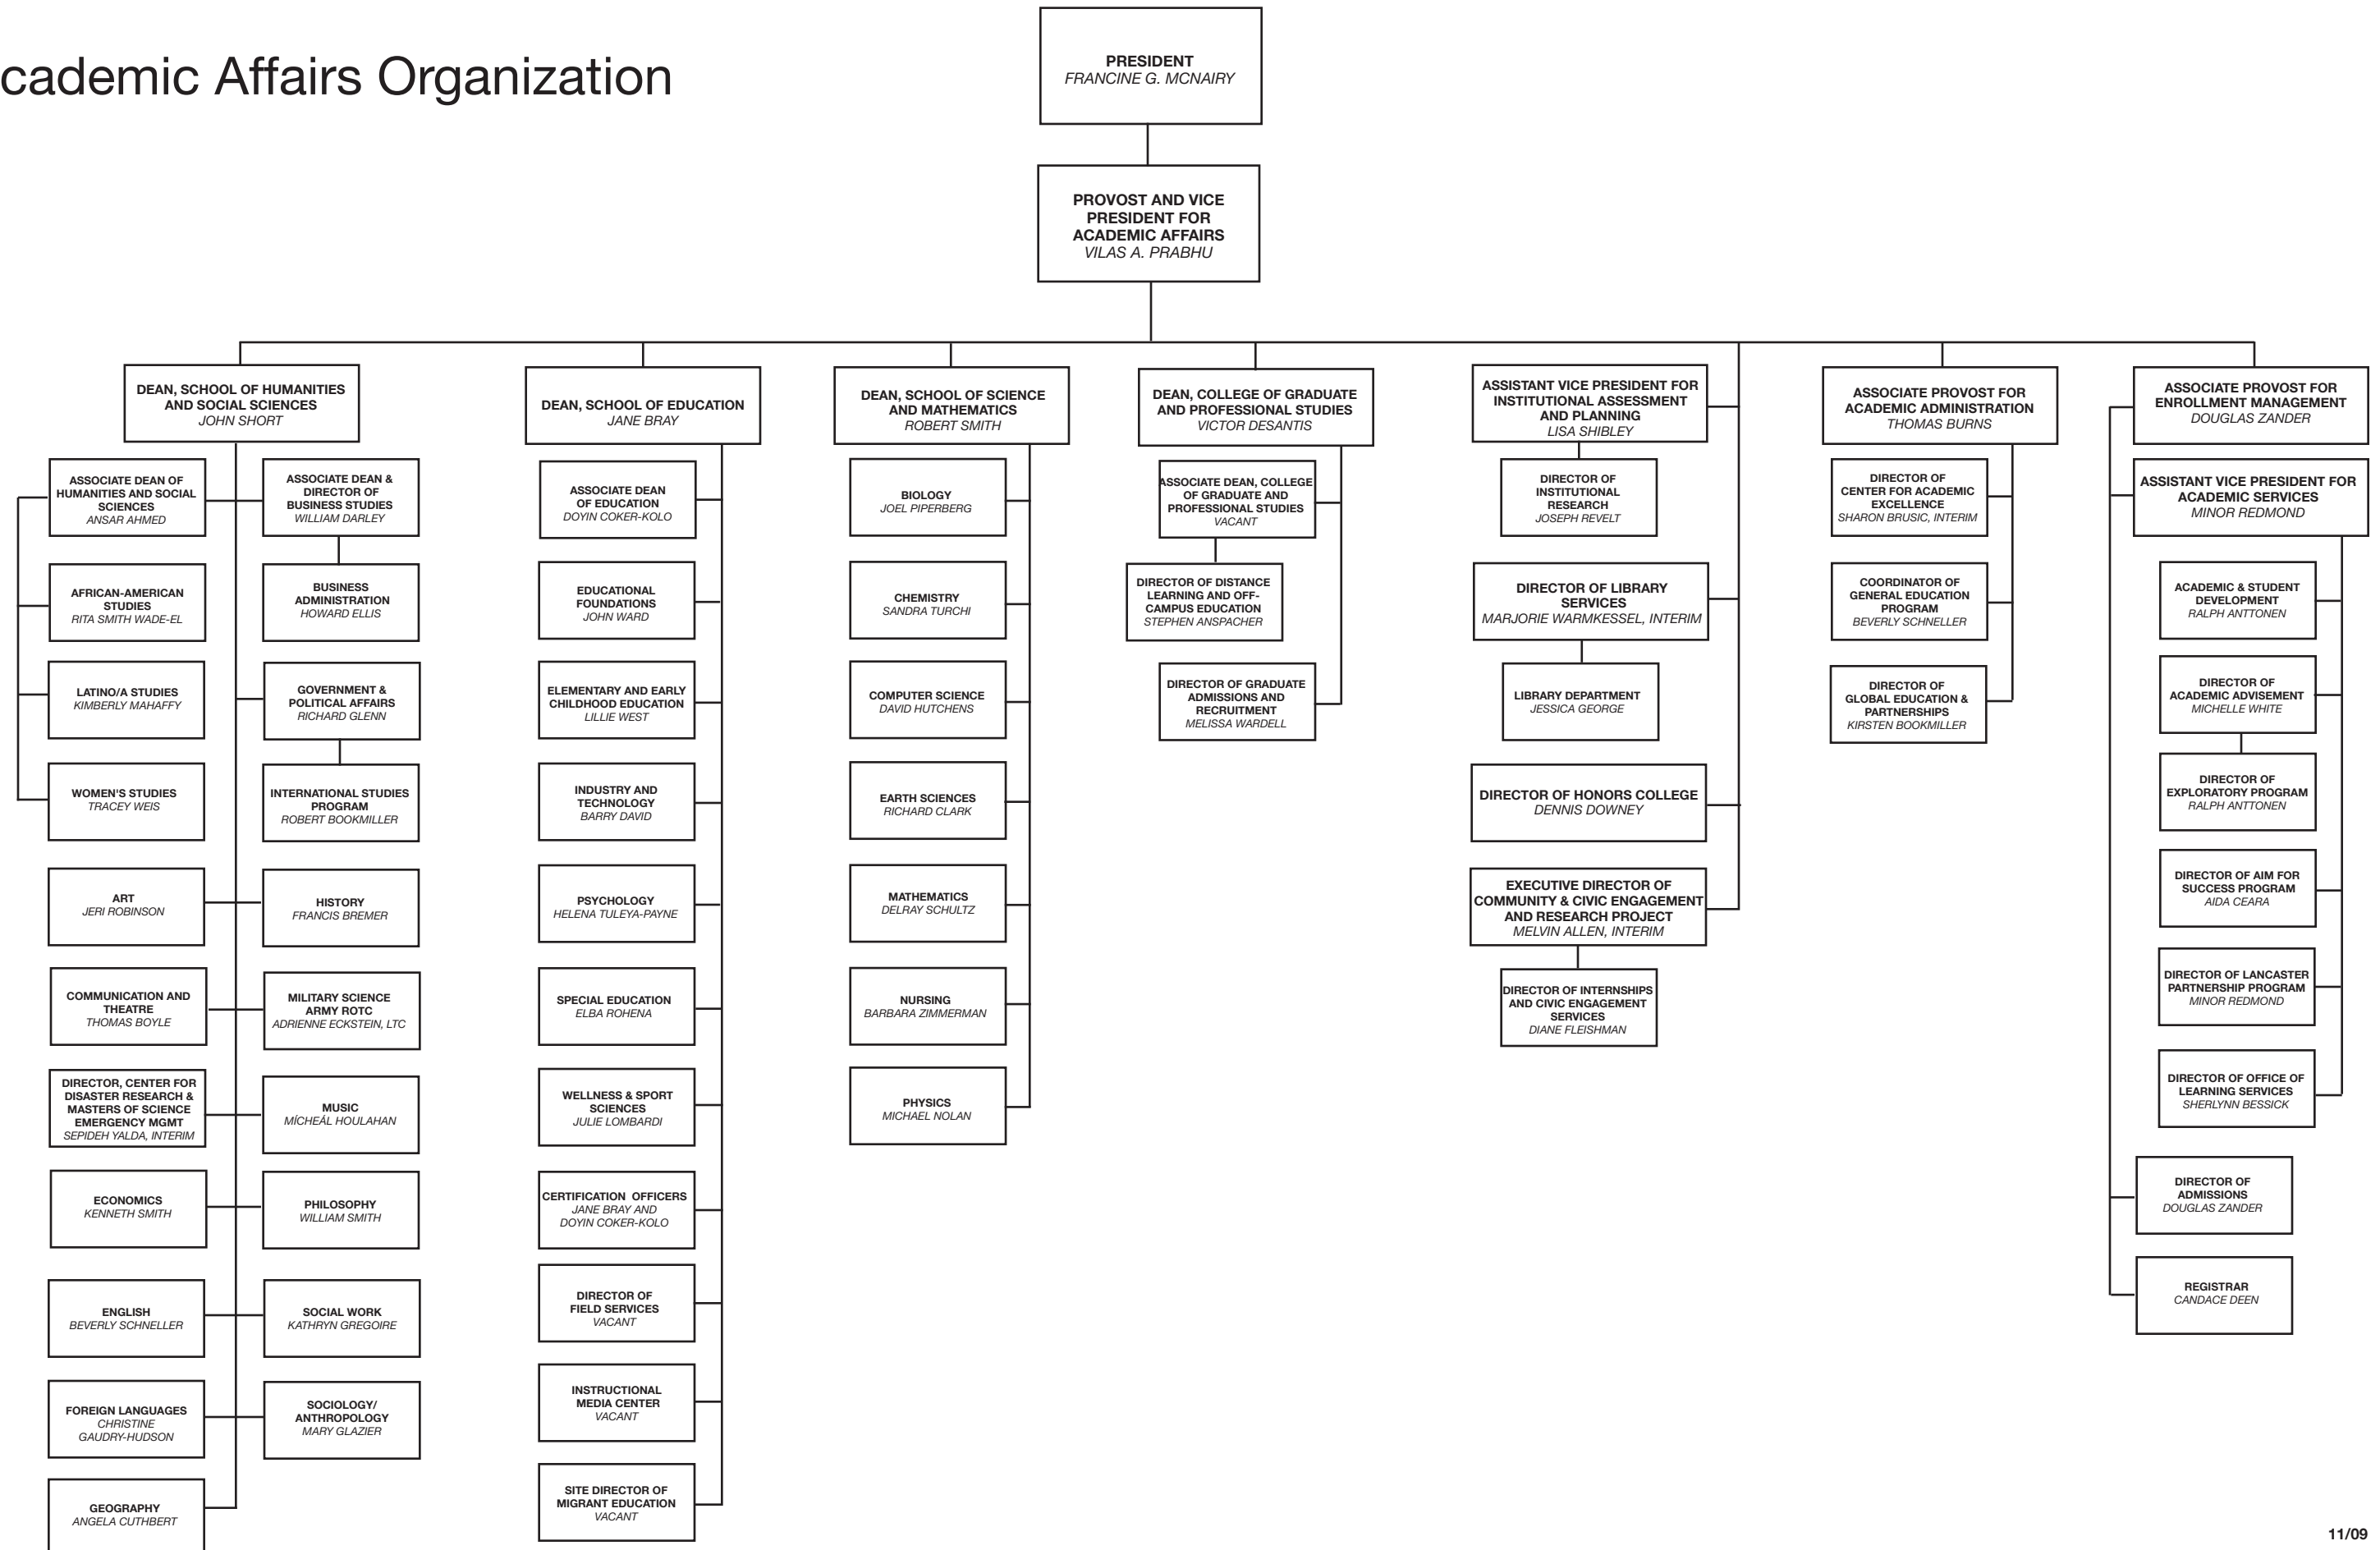 cademic Affairs Organization
PRESIDENT
FRANCINE G. MCNAIRY
PROVOST AND VICE
PRESIDENT FOR
ACADEMIC AFFAIRS
VILAS A. PRABHU
DEAN, SCHOOL OF HUMANITIES
AND SOCIAL SCIENCES
JOHN SHORT
ASSOCIATE DEAN OF
HUMANITIES AND SOCIAL
SCIENCES
ANSAR AHMED
ASSOCIATE DEAN &
DIRECTOR OF
BUSINESS STUDIES
WILLIAM DARLEY
AFRICAN-AMERICAN
STUDIES
RITA SMITH WADE-EL
BUSINESS
ADMINISTRATION
HOWARD ELLIS
LATINO/A STUDIES
KIMBERLY MAHAFFY
GOVERNMENT &
POLITICAL AFFAIRS
RICHARD GLENN
WOMEN'S STUDIES
TRACEY WEIS
INTERNATIONAL STUDIES
PROGRAM
ROBERT BOOKMILLER
ART
JERI ROBINSON
HISTORY
FRANCIS BREMER
COMMUNICATION AND
THEATRE
THOMAS BOYLE
MILITARY SCIENCE
ARMY ROTC
ADRIENNE ECKSTEIN, LTC
DIRECTOR, CENTER FOR
DISASTER RESEARCH &
MASTERS OF SCIENCE
EMERGENCY MGMT
SEPIDEH YALDA, INTERIM
MUSIC
MÍCHEÁL HOULAHAN
ECONOMICS
KENNETH SMITH
PHILOSOPHY
WILLIAM SMITH
ENGLISH
BEVERLY SCHNELLER
SOCIAL WORK
KATHRYN GREGOIRE
FOREIGN LANGUAGES
CHRISTINE
GAUDRY-HUDSON
SOCIOLOGY/
ANTHROPOLOGY
MARY GLAZIER
GEOGRAPHY
ANGELA CUTHBERT
DEAN, SCHOOL OF EDUCATION
JANE BRAY
ASSOCIATE DEAN
OF EDUCATION
DOYIN COKER-KOLO
EDUCATIONAL
FOUNDATIONS
JOHN WARD
ELEMENTARY AND EARLY
CHILDHOOD EDUCATION
LILLIE WEST
INDUSTRY AND
TECHNOLOGY
BARRY DAVID
PSYCHOLOGY
HELENA TULEYA-PAYNE
SPECIAL EDUCATION
ELBA ROHENA
WELLNESS & SPORT
SCIENCES
JULIE LOMBARDI
CERTIFICATION OFFICERS
JANE BRAY AND
DOYIN COKER-KOLO
DIRECTOR OF
FIELD SERVICES
VACANT
INSTRUCTIONAL
MEDIA CENTER
VACANT
SITE DIRECTOR OF
MIGRANT EDUCATION
VACANT
DEAN, SCHOOL OF SCIENCE
AND MATHEMATICS
ROBERT SMITH
BIOLOGY
JOEL PIPERBERG
CHEMISTRY
SANDRA TURCHI
COMPUTER SCIENCE
DAVID HUTCHENS
EARTH SCIENCES
RICHARD CLARK
MATHEMATICS
DELRAY SCHULTZ
NURSING
BARBARA ZIMMERMAN
PHYSICS
MICHAEL NOLAN
DEAN, COLLEGE OF GRADUATE
AND PROFESSIONAL STUDIES
VICTOR DESANTIS
ASSOCIATE DEAN, COLLEGE
OF GRADUATE AND
PROFESSIONAL STUDIES
VACANT
DIRECTOR OF DISTANCE
LEARNING AND OFF-
CAMPUS EDUCATION
STEPHEN ANSPACHER
DIRECTOR OF GRADUATE
ADMISSIONS AND
RECRUITMENT
MELISSA WARDELL
ASSISTANT VICE PRESIDENT FOR
INSTITUTIONAL ASSESSMENT
AND PLANNING
LISA SHIBLEY
DIRECTOR OF
INSTITUTIONAL
RESEARCH
JOSEPH REVELT
DIRECTOR OF LIBRARY
SERVICES
MARJORIE WARMKESSEL, INTERIM
LIBRARY DEPARTMENT
JESSICA GEORGE
DIRECTOR OF HONORS COLLEGE
DENNIS DOWNEY
EXECUTIVE DIRECTOR OF
COMMUNITY & CIVIC ENGAGEMENT
AND RESEARCH PROJECT
MELVIN ALLEN, INTERIM
DIRECTOR OF INTERNSHIPS
AND CIVIC ENGAGEMENT
SERVICES
DIANE FLEISHMAN
ASSOCIATE PROVOST FOR
ACADEMIC ADMINISTRATION
THOMAS BURNS
DIRECTOR OF
CENTER FOR ACADEMIC
EXCELLENCE
SHARON BRUSIC, INTERIM
COORDINATOR OF
GENERAL EDUCATION
PROGRAM
BEVERLY SCHNELLER
DIRECTOR OF
GLOBAL EDUCATION &
PARTNERSHIPS
KIRSTEN BOOKMILLER
ASSOCIATE PROVOST FOR
ENROLLMENT MANAGEMENT
DOUGLAS ZANDER
ASSISTANT VICE PRESIDENT FOR
ACADEMIC SERVICES
MINOR REDMOND
ACADEMIC & STUDENT
DEVELOPMENT
RALPH ANTTONEN
DIRECTOR OF
ACADEMIC ADVISEMENT
MICHELLE WHITE
DIRECTOR OF
EXPLORATORY PROGRAM
RALPH ANTTONEN
DIRECTOR OF AIM FOR
SUCCESS PROGRAM
AIDA CEARA
DIRECTOR OF LANCASTER
PARTNERSHIP PROGRAM
MINOR REDMOND
DIRECTOR OF OFFICE OF
LEARNING SERVICES
SHERLYNN BESSICK
DIRECTOR OF
ADMISSIONS
DOUGLAS ZANDER
REGISTRAR
CANDACE DEEN
11/09